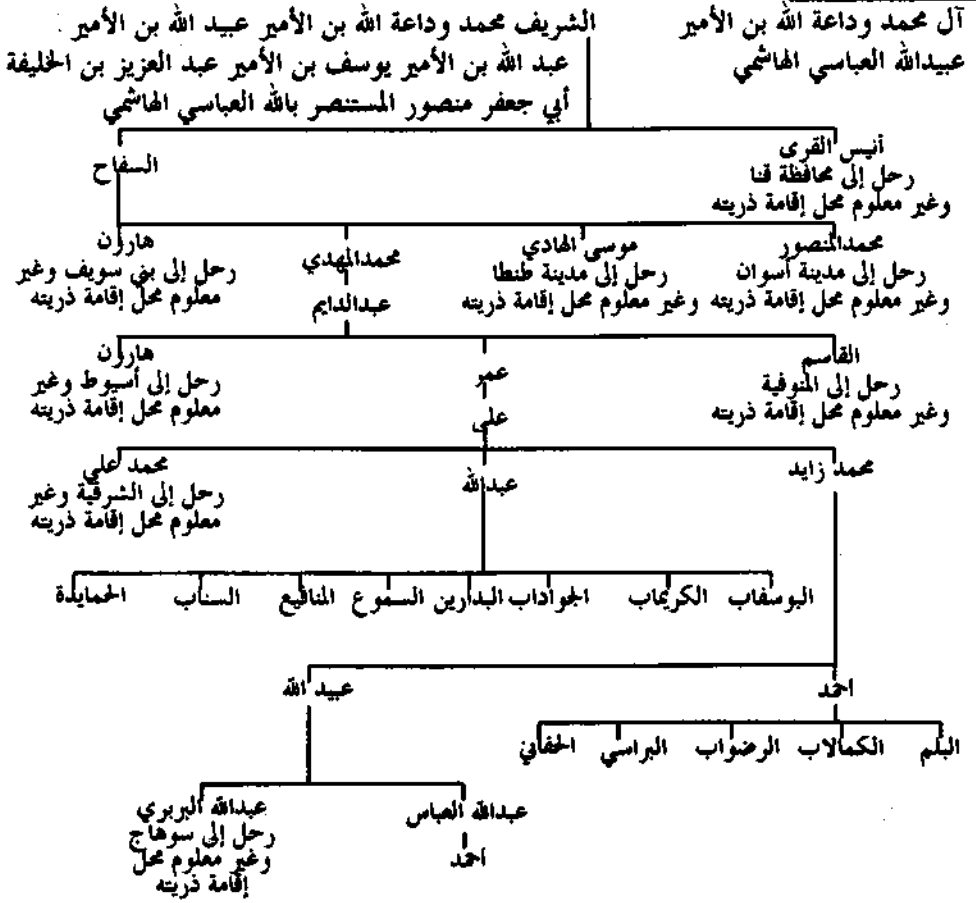 آل محمد وداعة الله بن الأمير
عبيدالله العباسي الهاشمي
الشريف محمد وداعة الله بن الأمير عبيد الله بن الأمير
عبد الله بن الأمير يوسف بن الأمير عبد العزيز بن الخليفة
أبي جعفر منصور المستنصر بالله العباسي الهاشمي
أنيس القرى
رحل إلى محافظة قنا
وغير معلوم محل إقامة ذريته
السفاح
محمدالمنصور
رحل إلى مدينة أسوان
وغير معلوم محل إقامة ذريته
موسى الهادي
رحل إلى مدينة طنطا
وغير معلوم محل إقامة ذريته
محمدالمهدي
عبدالدايم
هارون
رحل إلى بني سويف وغير
معلوم محل إقامة ذريته
القاسم
رحل إلى المنوفية
وغير معلوم محل إقامة ذريته
عمر
على
هارون
رحل إلى أسيوط وغير
معلوم محل إقامة ذريته
محمد زايد
عبدالله
محمد علي
رحل إلى الشرقية وغير
معلوم محل إقامة ذريته
البوسفاب الكريماب الجواداب البدارين السموع المنافيع السناب الحمايدة
احمد
عبيد الله
البلم الكمالاب الرضواب البراسي الحفاني
عبدالله العباس
احمد
عبدالله البربري
رحل إلى سوهاج
وغير معلوم محل
إقامة ذريته